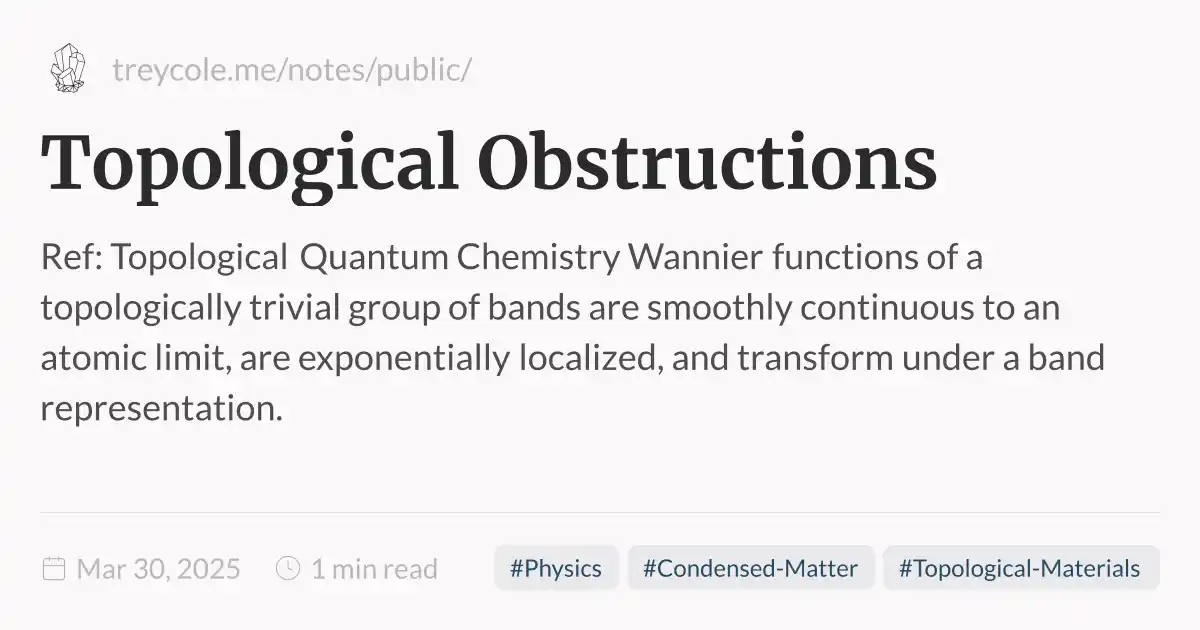 treycole.me/notes/public/
Topological Obstructions
Ref: Topological Quantum Chemistry Wannier functions of a
topologically trivial group of bands are smoothly continuous to an
atomic limit, are exponentially localized, and transform under a band
representation.
Mar 30, 2025 1 min read #Physics #Condensed-Matter #Topological-Materials